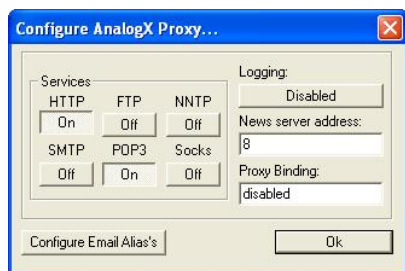 Configure AnalogX Proxy...
Services
HTTP FTP NNTP
On Off Off
SMTP POP3 Socks
Off On Off
Logging:
Disabled
News server address:
8
Proxy Binding:
disabled
Configure Email Alias's
Ok